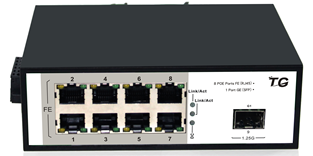 2 4 6 8
8 POE Ports FE (RJ45)
1 Port GE (SFP)
TG
Link/Act
FE
Link/Act
1 3 5 7
1.25G